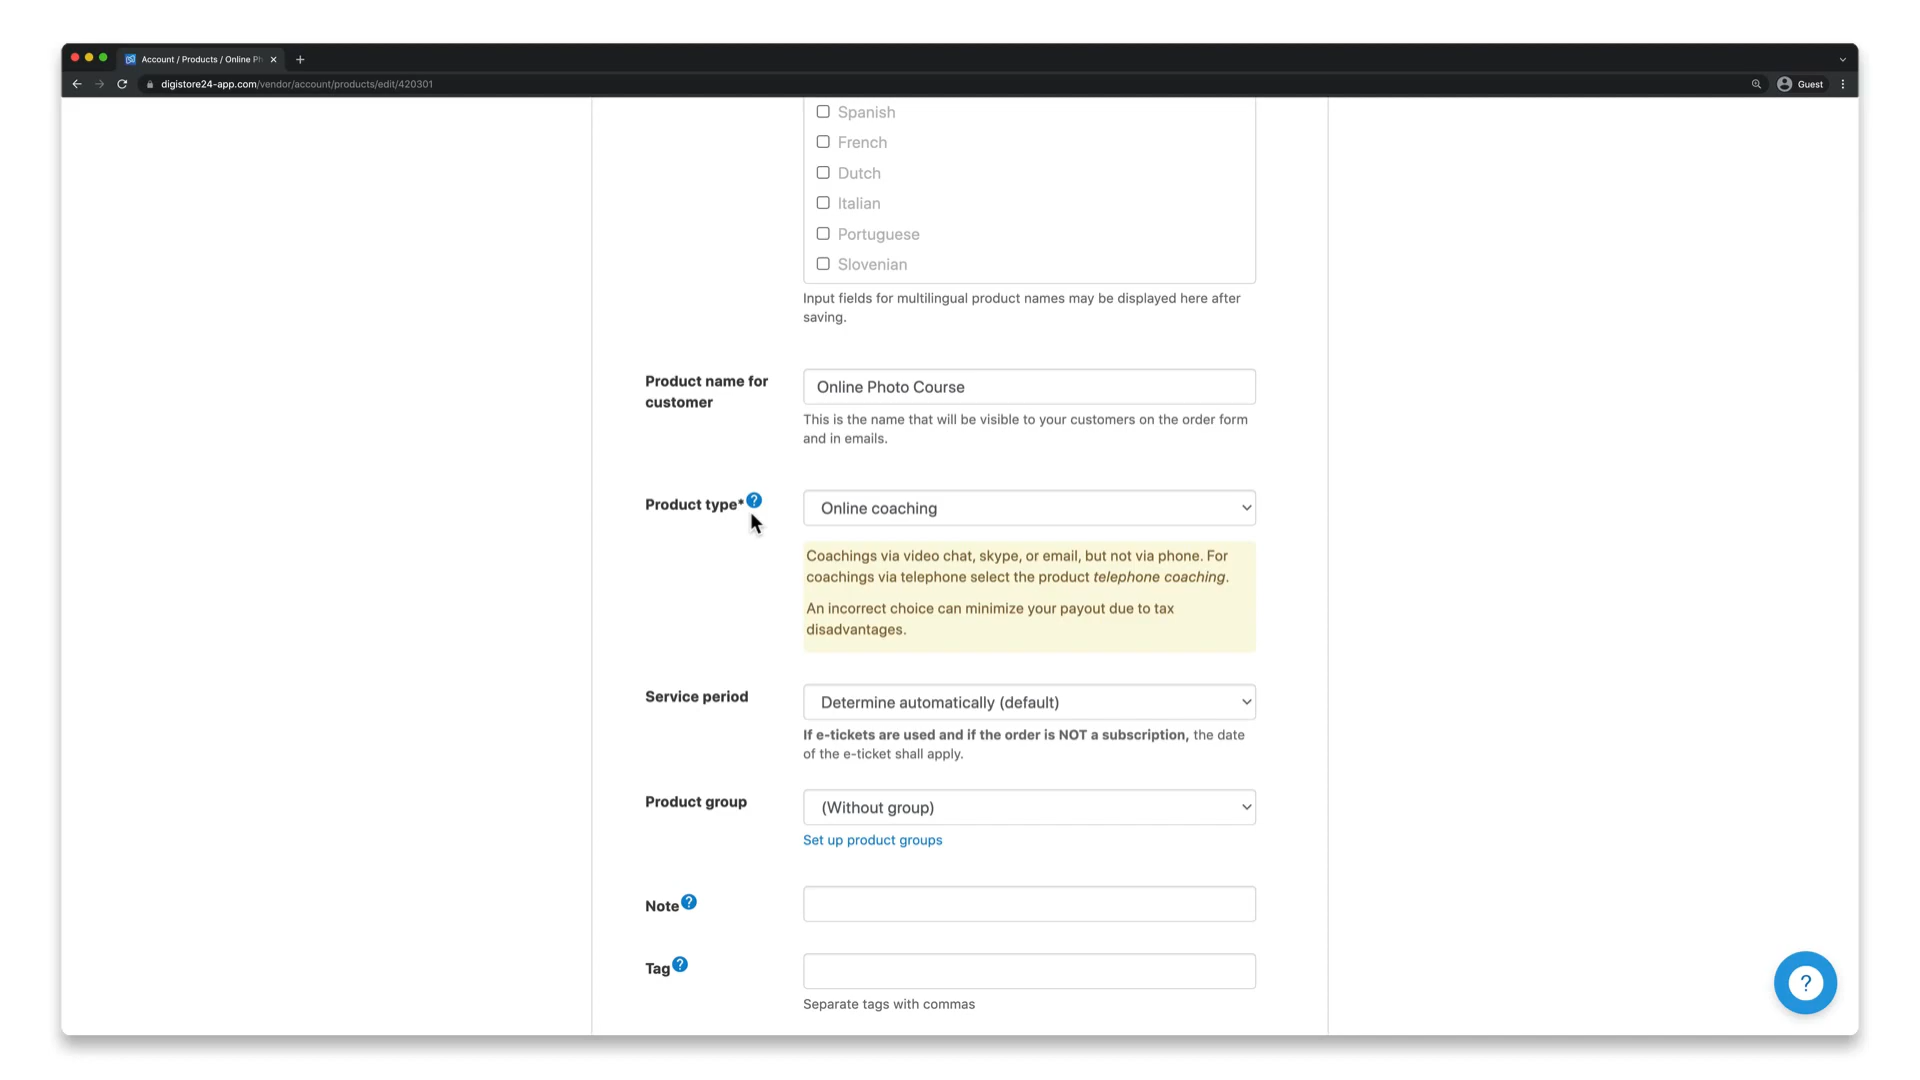 Account / Products / Online Ph
digistore24-app.com/vendor/account/products/edit/420301
Guest
Spanish
French
Dutch
Italian
Portuguese
Slovenian
Input fields for multilingual product names may be displayed here after
saving.
Product name for
customer
Online Photo Course
This is the name that will be visible to your customers on the order form
and in emails.
Product type*?
Online coaching
Coachings via video chat, skype, or email, but not via phone. For
coachings via telephone select the product telephone coaching.
An incorrect choice can minimize your payout due to tax
disadvantages.
Service period
Determine automatically (default)
If e-tickets are used and if the order is NOT a subscription, the date
of the e-ticket shall apply.
Product group
(Without group)
Set up product groups
Note?
Tag?
Separate tags with commas
?